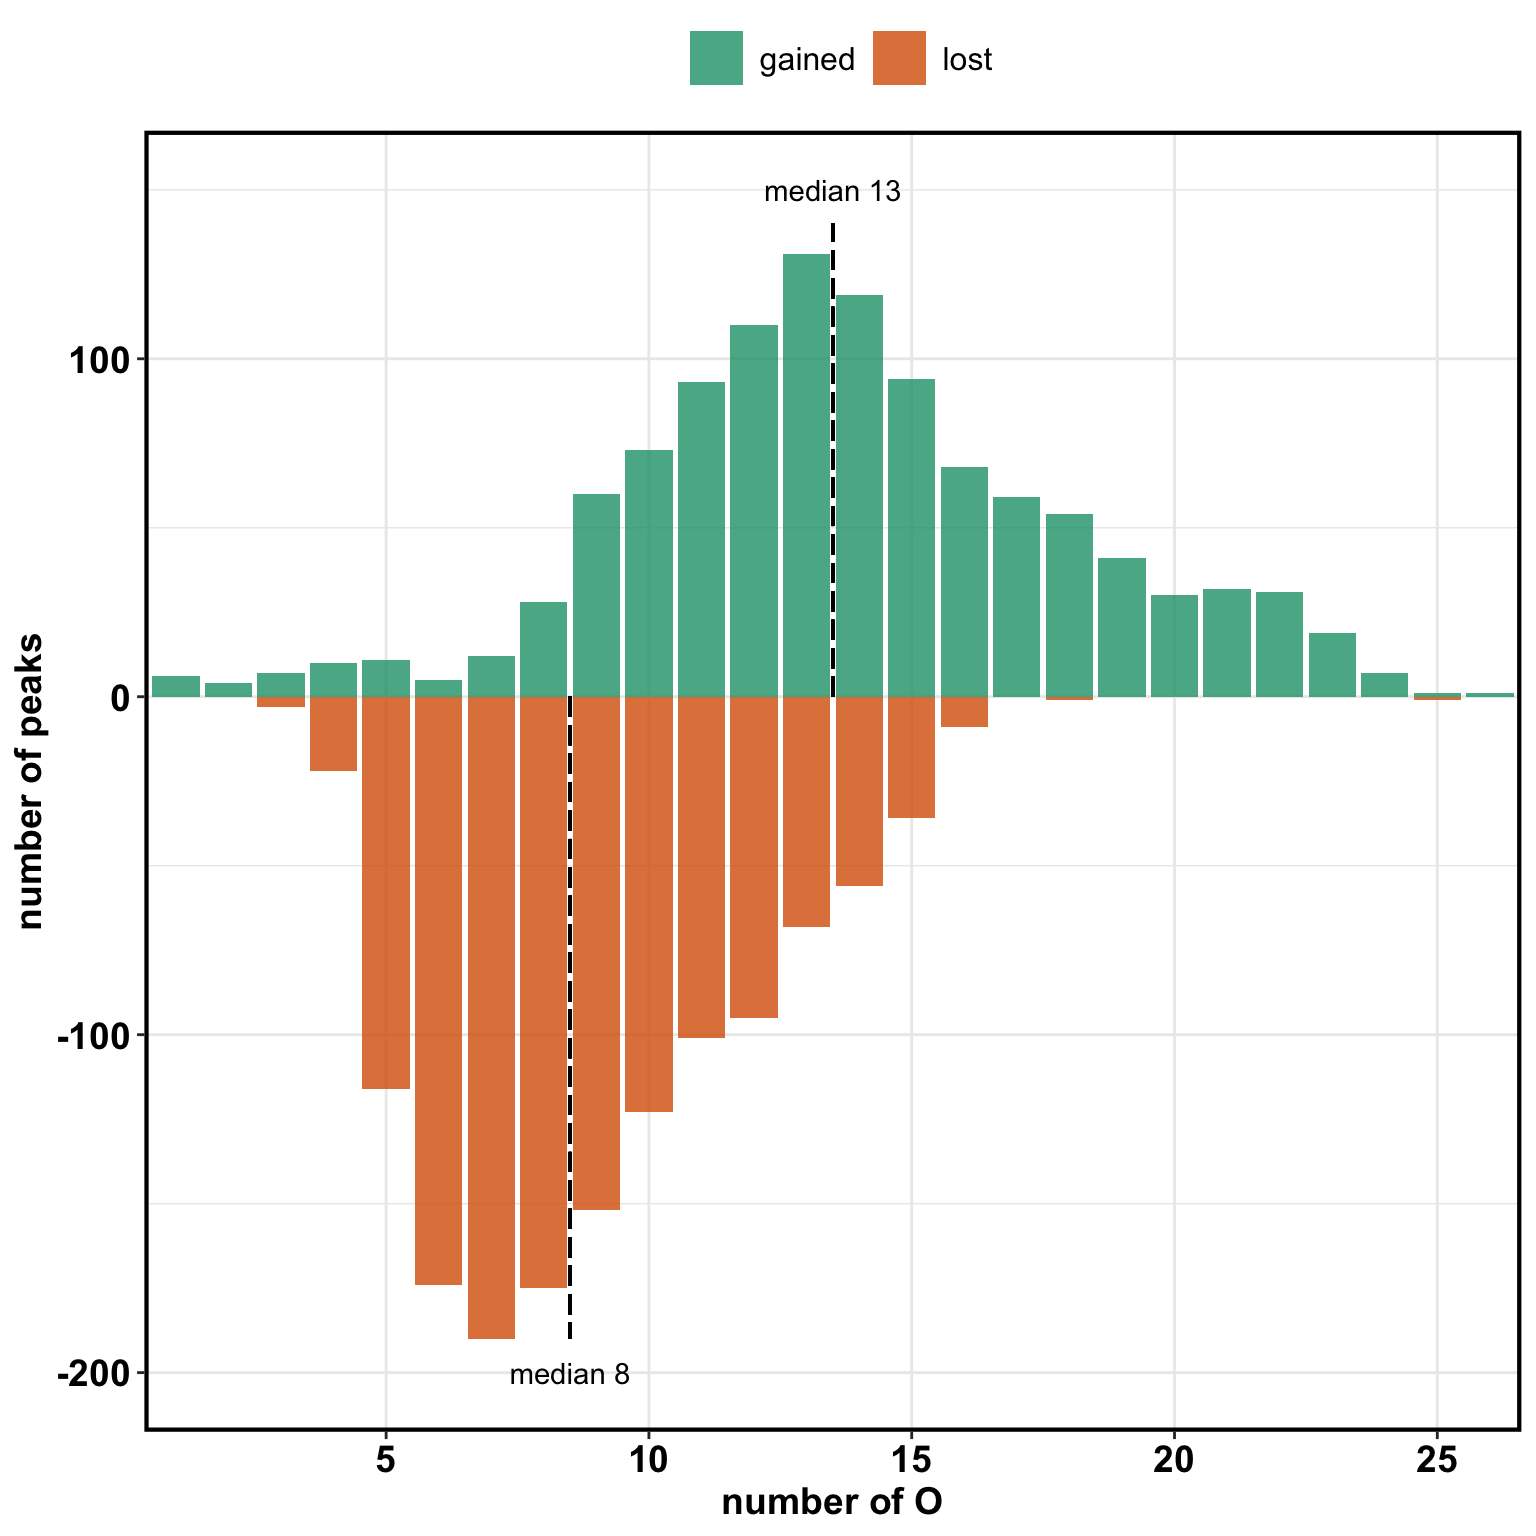 gained lost
median 13
100
0
-100
-200
number of peaks
median 8
5 10 15 20 25
number of O